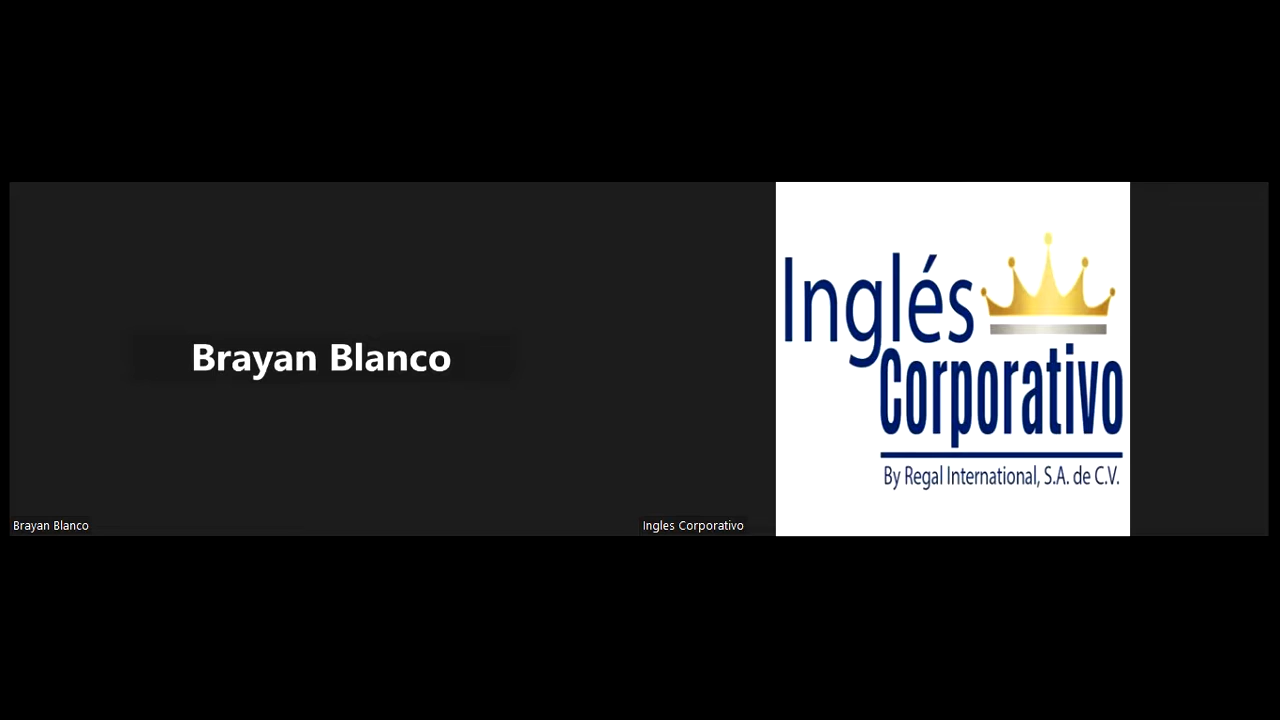 Brayan Blanco
Brayan Blanco
Inglés
Corporativo
By Regal International, S.A. de C.V.
Ingles Corporativo